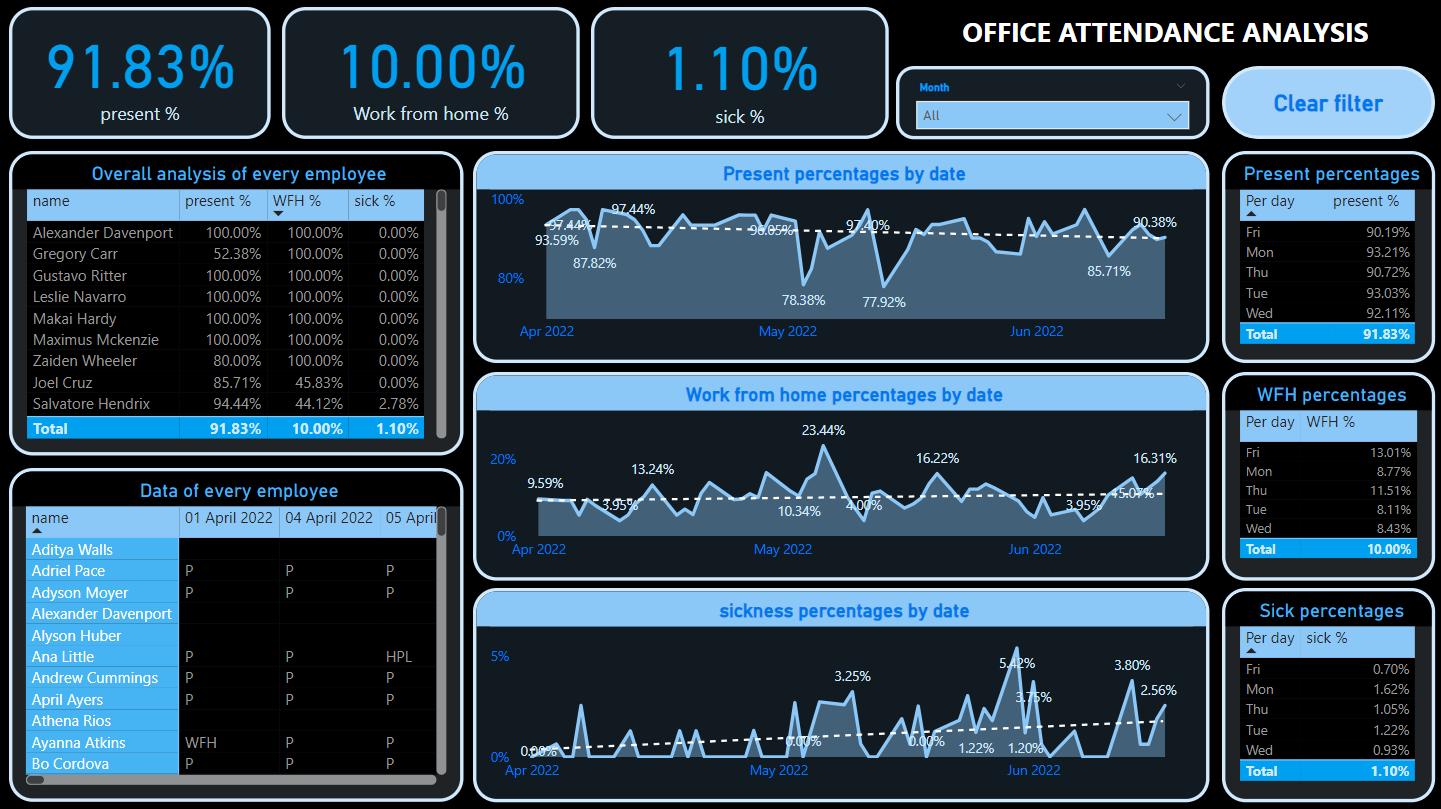 91.83%
present %
10.00%
Work from home %
1.10%
sick %
OFFICE ATTENDANCE ANALYSIS
Month
All
Clear filter
Overall analysis of every employee
name present % WFH % sick %
Alexander Davenport 100.00% 100.00% 0.00%
Gregory Carr 52.38% 100.00% 0.00%
Gustavo Ritter 100.00% 100.00% 0.00%
Leslie Navarro 100.00% 100.00% 0.00%
Makai Hardy 100.00% 100.00% 0.00%
Maximus Mckenzie 100.00% 100.00% 0.00%
Zaiden Wheeler 80.00% 100.00% 0.00%
Joel Cruz 85.71% 45.83% 0.00%
Salvatore Hendrix 94.44% 44.12% 2.78%
Total 91.83% 10.00% 1.10%
Present percentages by date
100%
80%
97.44%
97.44%
93.59%
87.82%
96.05%
97.40%
78.38%
77.92%
90.38%
85.71%
Apr 2022 May 2022 Jun 2022
Present percentages
Per day present %
Fri 90.19%
Mon 93.21%
Thu 90.72%
Tue 93.03%
Wed 92.11%
Total 91.83%
Work from home percentages by date
20%
0%
23.44%
9.59%
13.24%
16.22%
16.31%
3.95%
10.34%
4.00%
3.95%
15.07%
Apr 2022 May 2022 Jun 2022
WFH percentages
Per day WFH %
Fri 13.01%
Mon 8.77%
Thu 11.51%
Tue 8.11%
Wed 8.43%
Total 10.00%
Data of every employee
name 01 April 2022 04 April 2022 05 April
Aditya Walls
Adriel Pace P P P
Adyson Moyer P P P
Alexander Davenport
Alyson Huber
Ana Little P P HPL
Andrew Cummings P P P
April Ayers P P P
Athena Rios
Ayanna Atkins WFH P P
Bo Cordova P P P
sickness percentages by date
5%
0%
0.00%
3.25%
0.00%
0.00%
5.42%
3.75%
1.22%
1.20%
3.80%
2.56%
Apr 2022 May 2022 Jun 2022
Sick percentages
Per day sick %
Fri 0.70%
Mon 1.62%
Thu 1.05%
Tue 1.22%
Wed 0.93%
Total 1.10%